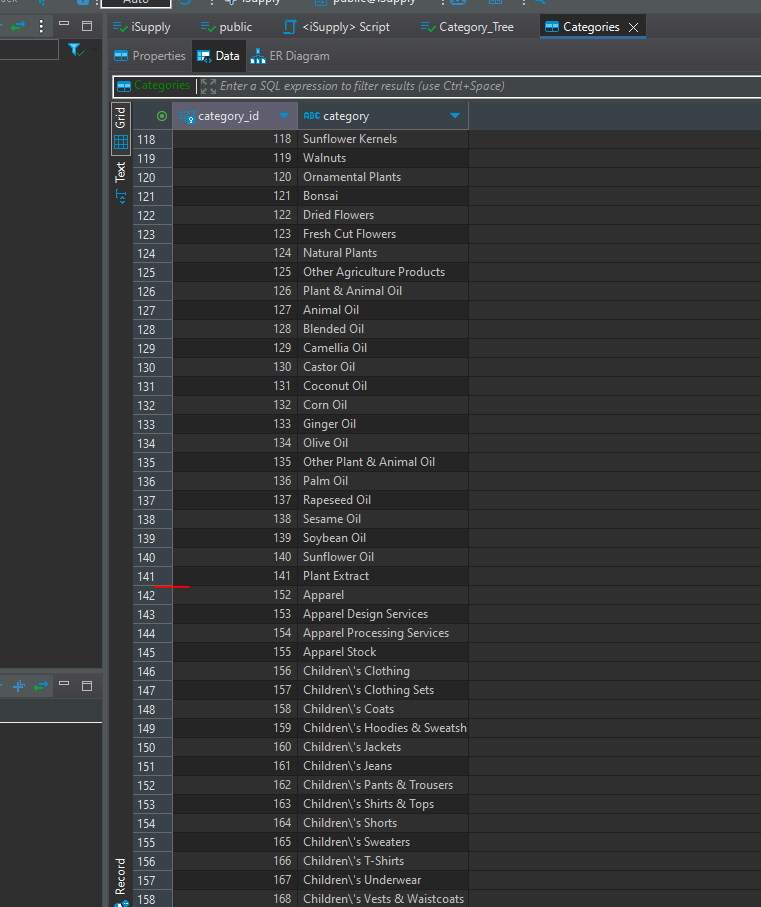 Auto
iSupply
public@iSupply
iSupply public <iSupply> Script Category_Tree Categories
Properties Data ER Diagram
Categories Enter a SQL expression to filter results (use Ctrl+Space)
Grid
Text
Record
123 category_id ABC category
118 118 Sunflower Kernels
119 119 Walnuts
120 120 Ornamental Plants
121 121 Bonsai
122 122 Dried Flowers
123 123 Fresh Cut Flowers
124 124 Natural Plants
125 125 Other Agriculture Products
126 126 Plant & Animal Oil
127 127 Animal Oil
128 128 Blended Oil
129 129 Camellia Oil
130 130 Castor Oil
131 131 Coconut Oil
132 132 Corn Oil
133 133 Ginger Oil
134 134 Olive Oil
135 135 Other Plant & Animal Oil
136 136 Palm Oil
137 137 Rapeseed Oil
138 138 Sesame Oil
139 139 Soybean Oil
140 140 Sunflower Oil
141 141 Plant Extract
142 152 Apparel
143 153 Apparel Design Services
144 154 Apparel Processing Services
145 155 Apparel Stock
146 156 Children\'s Clothing
147 157 Children\'s Clothing Sets
148 158 Children\'s Coats
149 159 Children\'s Hoodies & Sweatsh
150 160 Children\'s Jackets
151 161 Children\'s Jeans
152 162 Children\'s Pants & Trousers
153 163 Children\'s Shirts & Tops
154 164 Children\'s Shorts
155 165 Children\'s Sweaters
156 166 Children\'s T-Shirts
157 167 Children\'s Underwear
158 168 Children\'s Vests & Waistcoats